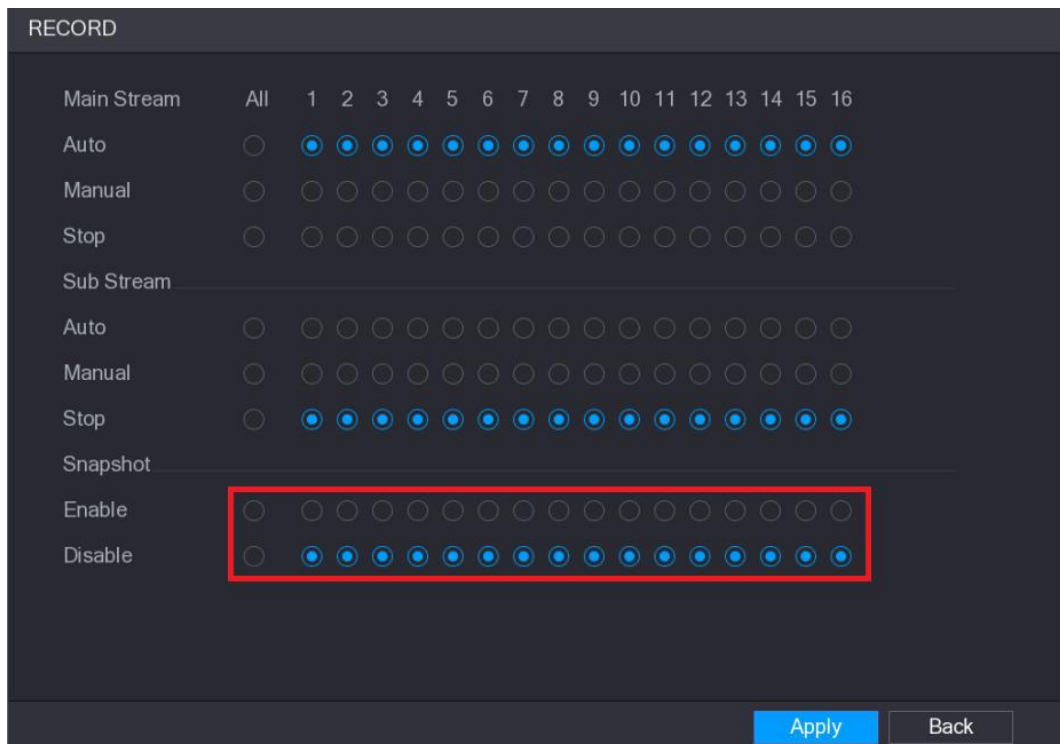 RECORD
Main Stream All 1 2 3 4 5 6 7 8 9 10 11 12 13 14 15 16
Auto
Manual
Stop
Sub Stream
Auto
Manual
Stop
Snapshot
Enable
Disable
Apply Back